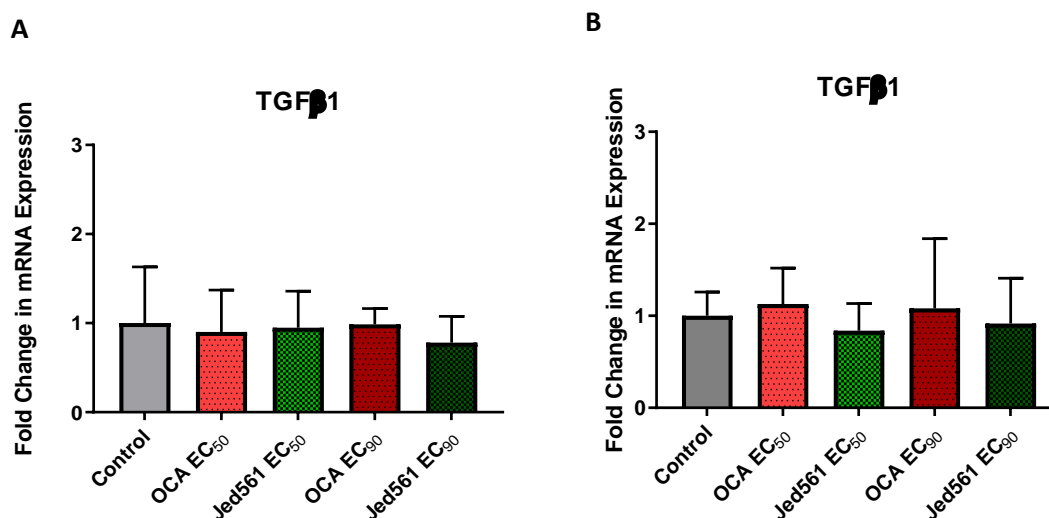 A
TGFβ1
Fold Change in mRNA Expression
3
2
1
0
Control
OCA EC₅₀
Jed561 EC₅₀
OCA EC₉₀
Jed561 EC₉₀
B
TGFβ1
Fold Change in mRNA Expression
3
2
1
0
Control
OCA EC₅₀
Jed561 EC₅₀
OCA EC₉₀
Jed561 EC₉₀